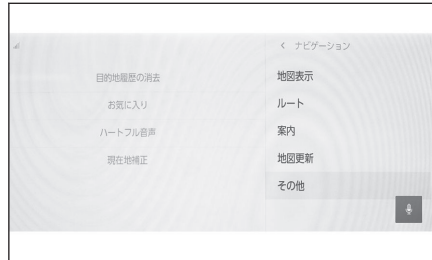 目的地履歴の消去
お気に入り
ハートフル音声
現在地補正
< ナビゲーション
地図表示
ルート
案内
地図更新
その他